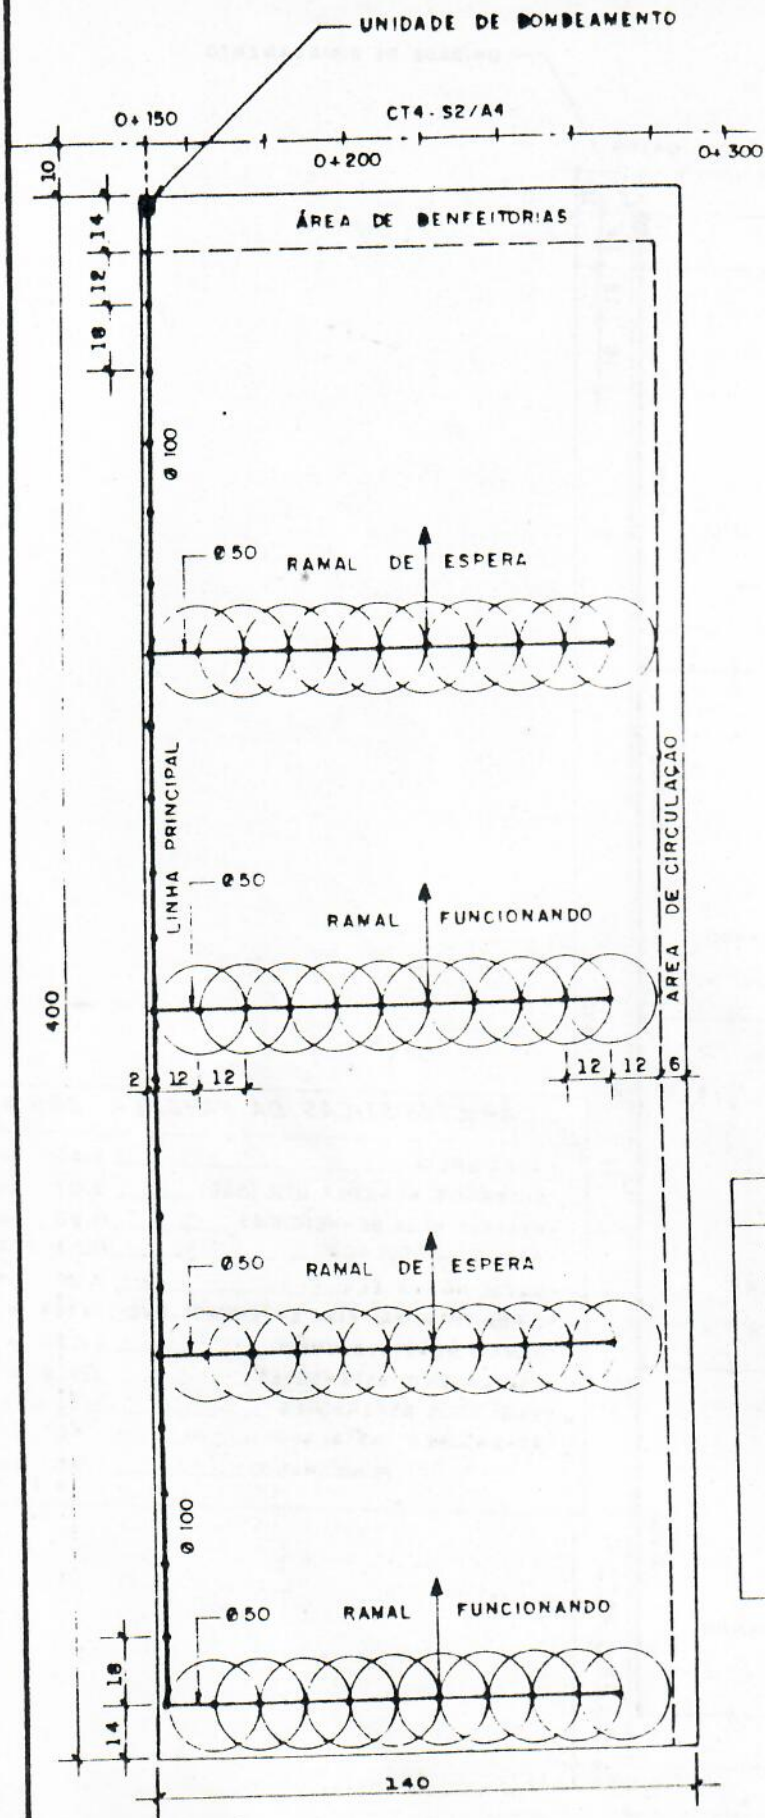 UNIDADE DE BOMBEAMENTO
0+150
CT4-S2/A4
0+200
0+300
10
ÁREA DE BENFEITORIAS
14
12
18
Ø 100
Ø 50
RAMAL DE ESPERA
LINHA PRINCIPAL
ÁREA DE CIRCULAÇÃO
Ø 50
RAMAL FUNCIONANDO
400
2 12 12
12 12 6
Ø 50
RAMAL DE ESPERA
Ø 100
Ø 50
RAMAL FUNCIONANDO
18
14
140